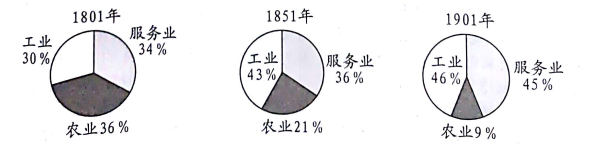 1801年
工业
30%
服务业
34%
农业36%
1851年
工业
43%
服务业
36%
农业21%
1901年
工业
46%
服务业
45%
农业9%